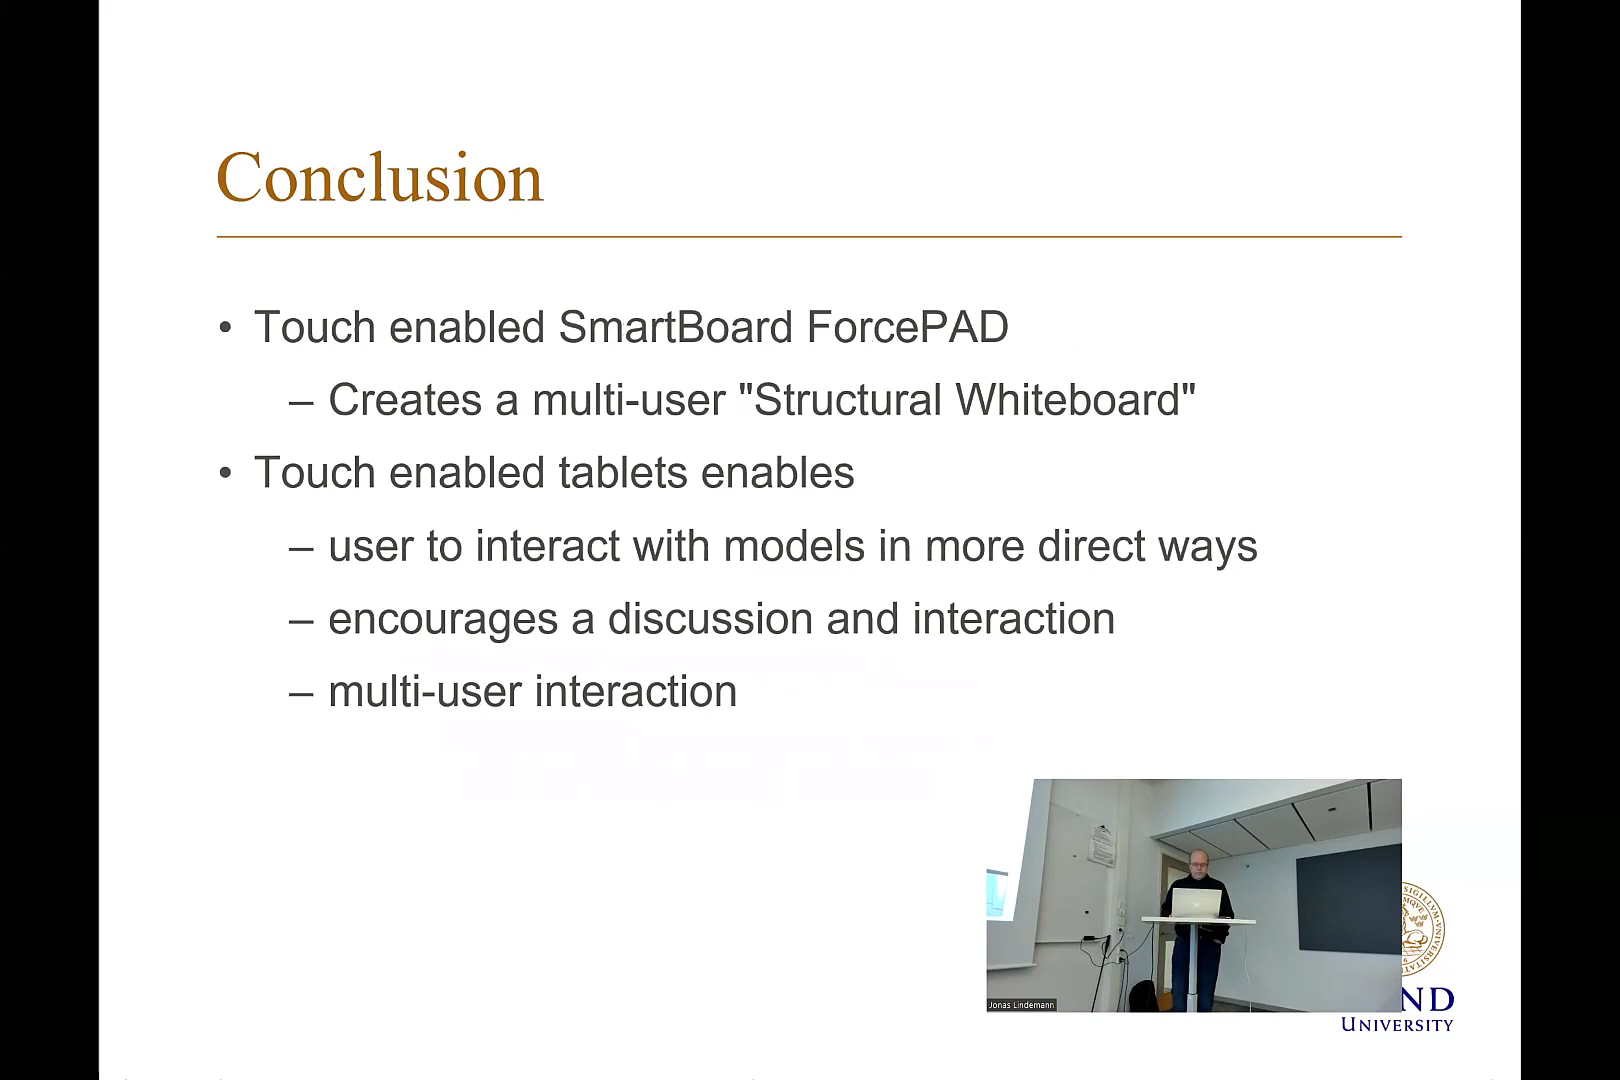 Conclusion
• Touch enabled SmartBoard ForcePAD
– Creates a multi-user "Structural Whiteboard"
• Touch enabled tablets enables
– user to interact with models in more direct ways
– encourages a discussion and interaction
– multi-user interaction
Jonas Lindemann
ND
UNIVERSITY